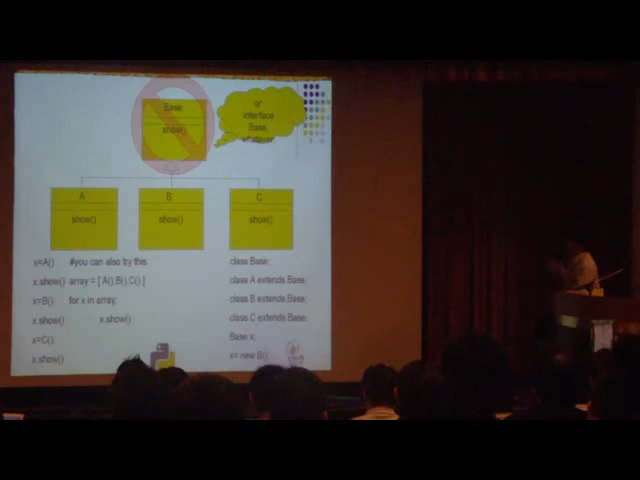 Base
show()
or
interface
Base,
whatever
A
show()
B
show()
C
show()
x=A() #you can also try this
x.show() array = [ A(),B(),C() ]
x=B() for x in array:
x.show() x.show()
x=C()
x.show()
class Base;
class A extends Base;
class B extends Base;
class C extends Base;
Base x;
x= new B();